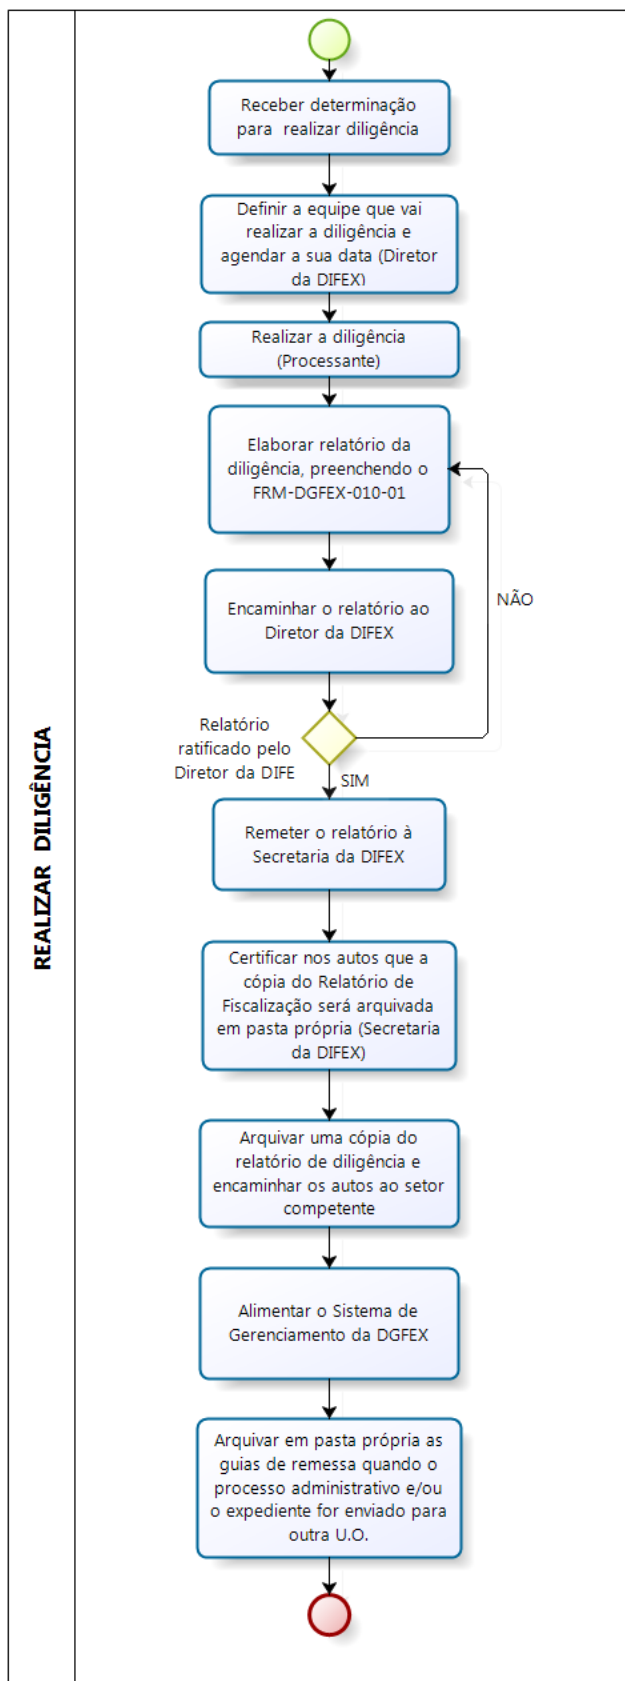 Receber determinação
para realizar diligência
Definir a equipe que vai
realizar a diligência e
agendar a sua data (Diretor
da DIFEX)
Realizar a diligência
(Processante)
Elaborar relatório da
diligência, preenchendo o
FRM-DGFEX-010-01
NÃO
Encaminhar o relatório ao
Diretor da DIFEX
Relatório
ratificado pelo
Diretor da DIFE
SIM
Remeter o relatório à
Secretaria da DIFEX
REALIZAR DILIGÊNCIA
Certificar nos autos que a
cópia do Relatório de
Fiscalização será arquivada
em pasta própria (Secretaria
da DIFEX)
Arquivar uma cópia do
relatório de diligência e
encaminhar os autos ao setor
competente
Alimentar o Sistema de
Gerenciamento da DGFEX
Arquivar em pasta própria as
guias de remessa quando o
processo administrativo e/ou
o expediente for enviado para
outra U.O.